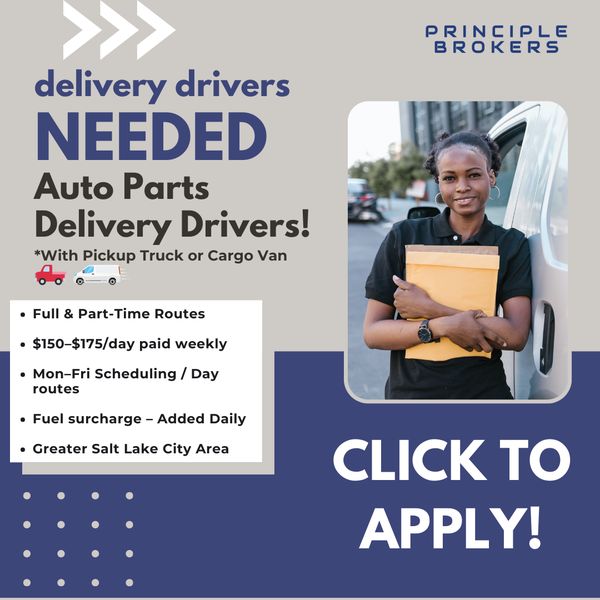 PRINCIPLE
BROKERS
delivery drivers
NEEDED
Auto Parts
Delivery Drivers!
*With Pickup Truck or Cargo Van
• Full & Part-Time Routes
• $150–$175/day paid weekly
• Mon–Fri Scheduling / Day
routes
• Fuel surcharge – Added Daily
• Greater Salt Lake City Area
CLICK TO
APPLY!